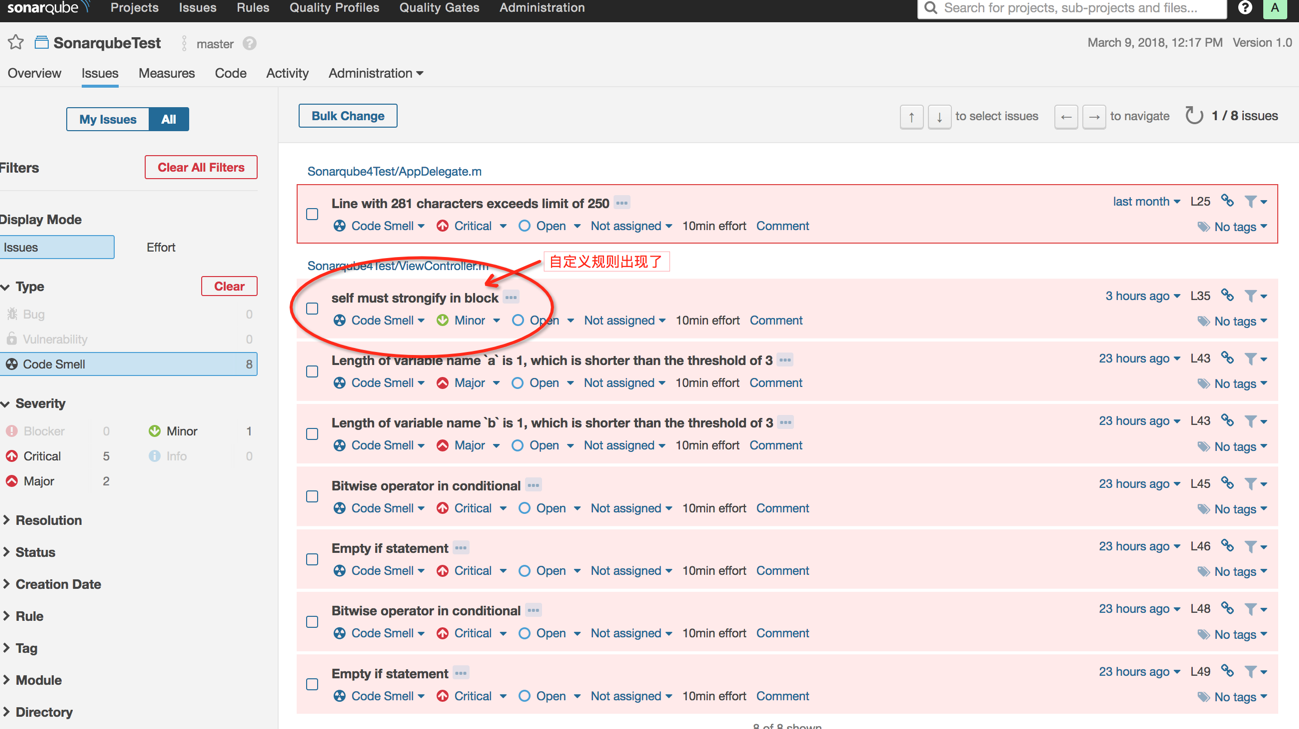 sonarqube Projects Issues Rules Quality Profiles Quality Gates Administration Search for projects, sub-projects and files... ? A
SonarqubeTest master ? March 9, 2018, 12:17 PM Version 1.0
Overview Issues Measures Code Activity Administration
My Issues All
Bulk Change ↑ ↓ to select issues ← → to navigate 1 / 8 issues
Filters Clear All Filters
Display Mode
Issues Effort
Type Clear
Bug 0
Vulnerability 0
Code Smell 8
Severity
Blocker 0 Minor 1
Critical 5 Info 0
Major 2
Resolution
Status
Creation Date
Rule
Tag
Module
Directory
Sonarqube4Test/AppDelegate.m
Line with 281 characters exceeds limit of 250 ••• last month L25
Code Smell Critical Open Not assigned 10min effort Comment No tags
Sonarqube4Test/ViewController.m
自定义规则出现了
self must strongify in block ••• 3 hours ago L35
Code Smell Minor Open Not assigned 10min effort Comment No tags
Length of variable name `a` is 1, which is shorter than the threshold of 3 ••• 23 hours ago L43
Code Smell Major Open Not assigned 10min effort Comment No tags
Length of variable name `b` is 1, which is shorter than the threshold of 3 ••• 23 hours ago L43
Code Smell Major Open Not assigned 10min effort Comment No tags
Bitwise operator in conditional ••• 23 hours ago L45
Code Smell Critical Open Not assigned 10min effort Comment No tags
Empty if statement ••• 23 hours ago L46
Code Smell Critical Open Not assigned 10min effort Comment No tags
Bitwise operator in conditional ••• 23 hours ago L48
Code Smell Critical Open Not assigned 10min effort Comment No tags
Empty if statement ••• 23 hours ago L49
Code Smell Critical Open Not assigned 10min effort Comment No tags
8 of 8 shown